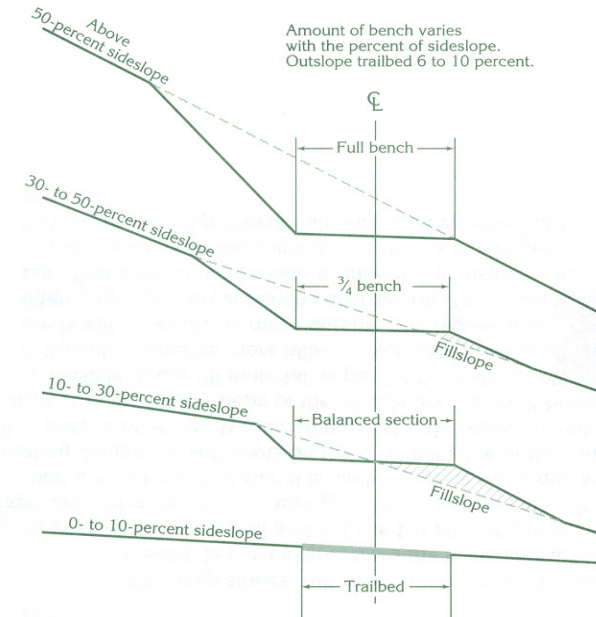 Above
50-percent sideslope
Amount of bench varies
with the percent of sideslope.
Outslope trailbed 6 to 10 percent.
℄
Full bench
30- to 50-percent sideslope
¾ bench
Fillslope
10- to 30-percent sideslope
Balanced section
Fillslope
0- to 10-percent sideslope
Trailbed